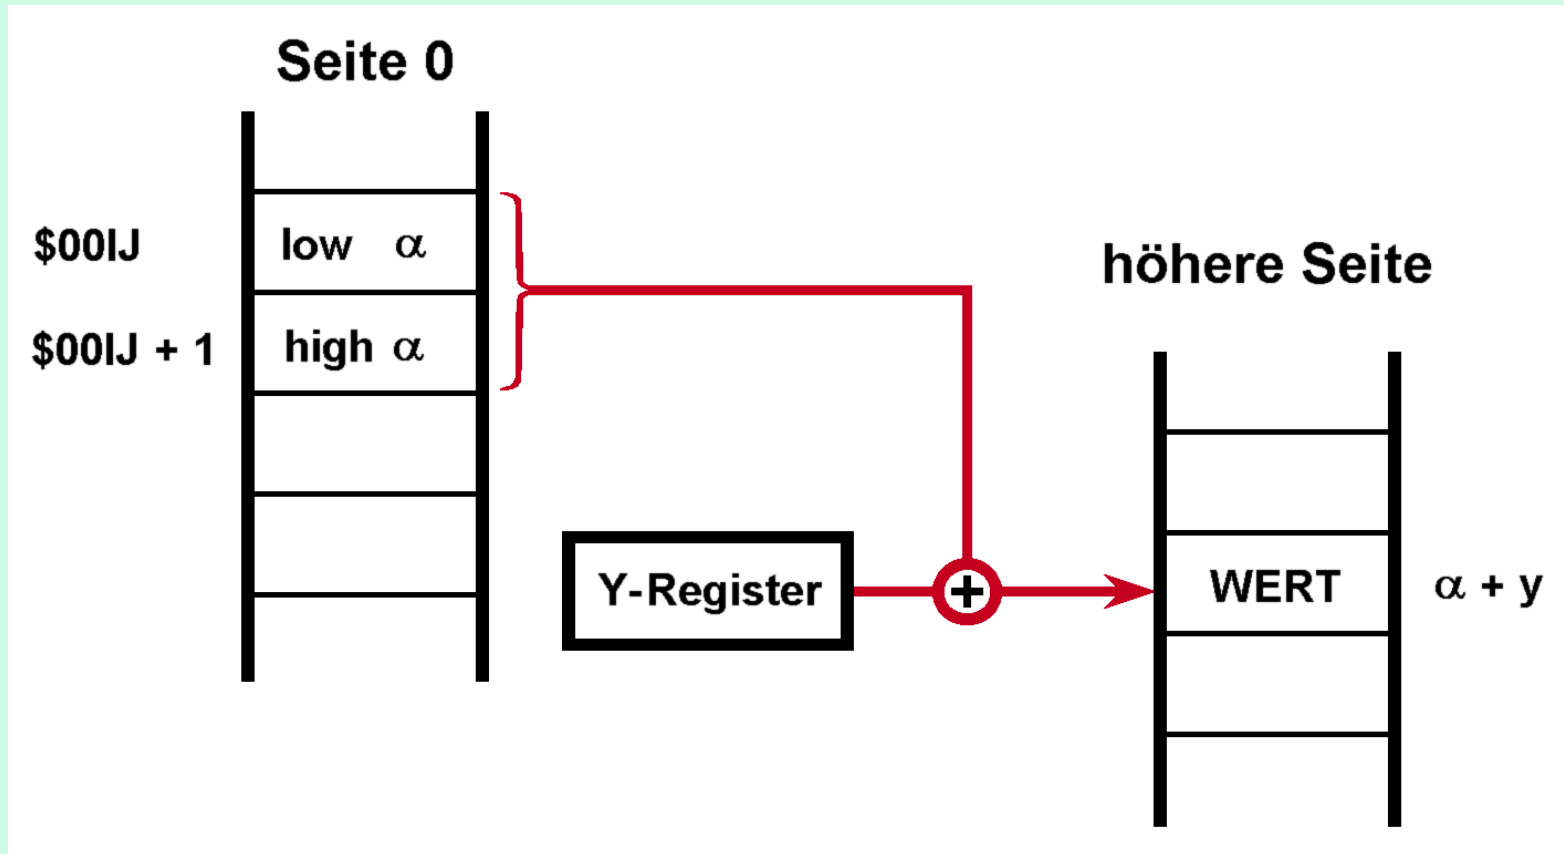 Seite 0
$00IJ
low α
$00IJ + 1
high α
höhere Seite
Y-Register
+
WERT
α + y